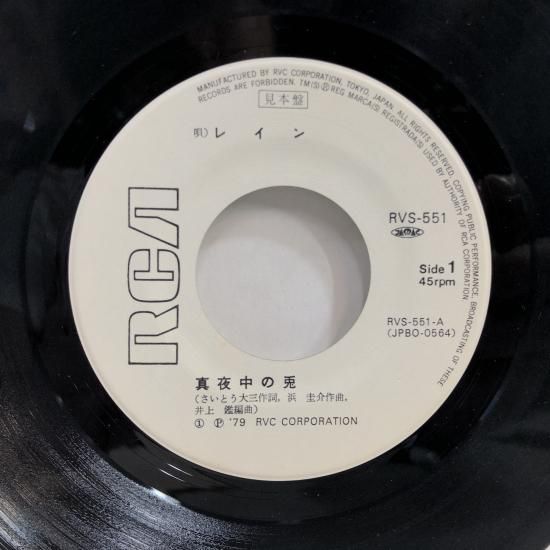 MANUFACTURED BY RVC CORPORATION, TOKYO, JAPAN. ALL RIGHTS RESERVED. COPYING PUBLIC PERFORMANCE, BROADCASTING OF THESE
RECORDS ARE FORBIDDEN. TM(S) Ⓡ REG MARCA(S) REGISTRADA(S) USED BY AUTHORITY OF RCA CORPORATION
見本盤
唄)レイン
RCA
RVS-551
Side 1
45rpm
RVS-551-A
(JPBO-0564)
真夜中の兎
(さいとう大三作詞, 浜 圭介作曲,
井上 鑑編曲)
① Ⓟ '79 RVC CORPORATION